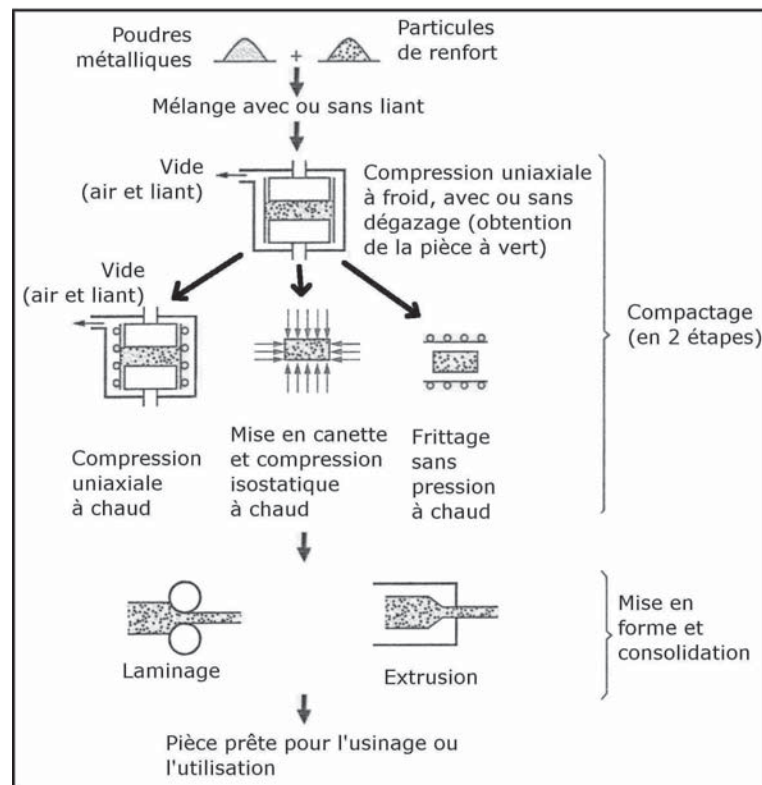 Poudres
métalliques
+
Particules
de renfort
Mélange avec ou sans liant
Vide
(air et liant)
Compression uniaxiale
à froid, avec ou sans
dégazage (obtention
de la pièce à vert)
Vide
(air et liant)
Compactage
(en 2 étapes)
Compression
uniaxiale
à chaud
Mise en canette
et compression
isostatique
à chaud
Frittage
sans
pression
à chaud
Laminage
Extrusion
Mise en
forme et
consolidation
Pièce prête pour l'usinage ou
l'utilisation